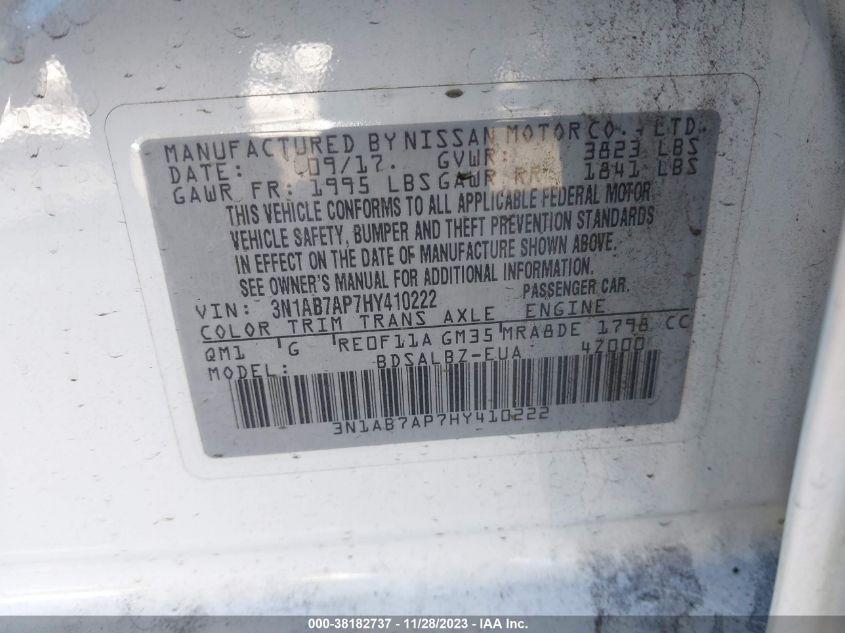 MANUFACTURED BY NISSAN MOTOR CO., LTD.
DATE: 09/17. GVWR: 3823 LBS
GAWR FR: 1995 LBS GAWR RR: 1841 LBS
THIS VEHICLE CONFORMS TO ALL APPLICABLE FEDERAL MOTOR
VEHICLE SAFETY, BUMPER AND THEFT PREVENTION STANDARDS
IN EFFECT ON THE DATE OF MANUFACTURE SHOWN ABOVE.
SEE OWNER'S MANUAL FOR ADDITIONAL INFORMATION.
VIN: 3N1AB7AP7HY410222 PASSENGER CAR.
COLOR TRIM TRANS AXLE ENGINE
QM1 G RE0F11A GM35 MRA8DE 1798 CC
MODEL: BDSALBZ-EUA 4Z000
3N1AB7AP7HY410222
000-38182737 - 11/28/2023 - IAA Inc.